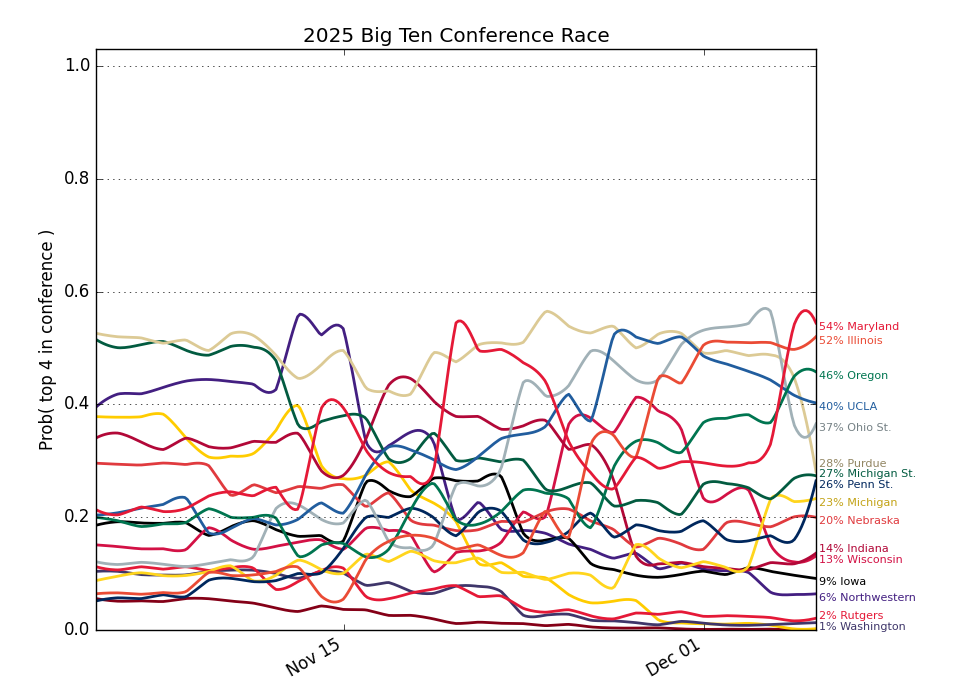 2025 Big Ten Conference Race
Prob( top 4 in conference )
1.0
0.8
0.6
0.4
0.2
0.0
Nov 15
Dec 01
54% Maryland
52% Illinois
46% Oregon
40% UCLA
37% Ohio St.
28% Purdue
27% Michigan St.
26% Penn St.
23% Michigan
20% Nebraska
14% Indiana
13% Wisconsin
9% Iowa
6% Northwestern
2% Rutgers
1% Washington